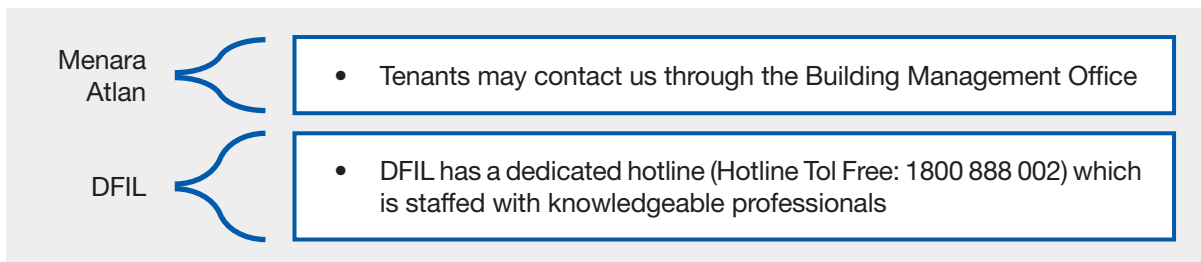 Menara
Atlan
• Tenants may contact us through the Building Management Office
DFIL
• DFIL has a dedicated hotline (Hotline Tol Free: 1800 888 002) which
is staffed with knowledgeable professionals